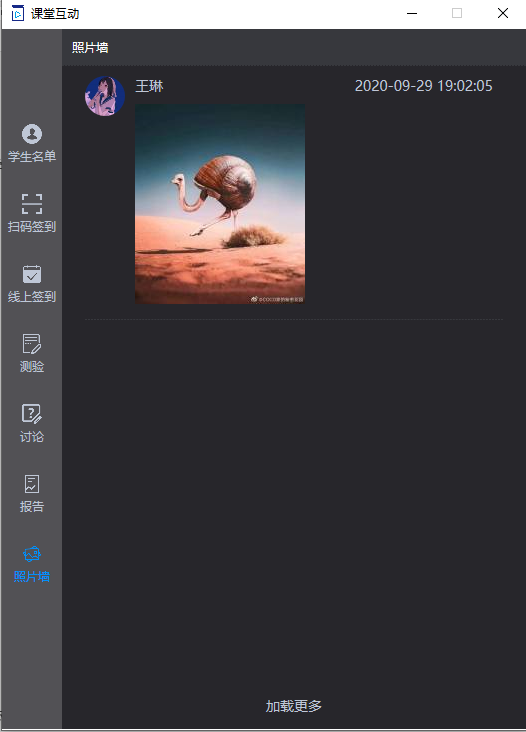 课堂互动
照片墙
王琳
2020-09-29 19:02:05
学生名单
扫码签到
线上签到
测验
讨论
报告
照片墙
加载更多